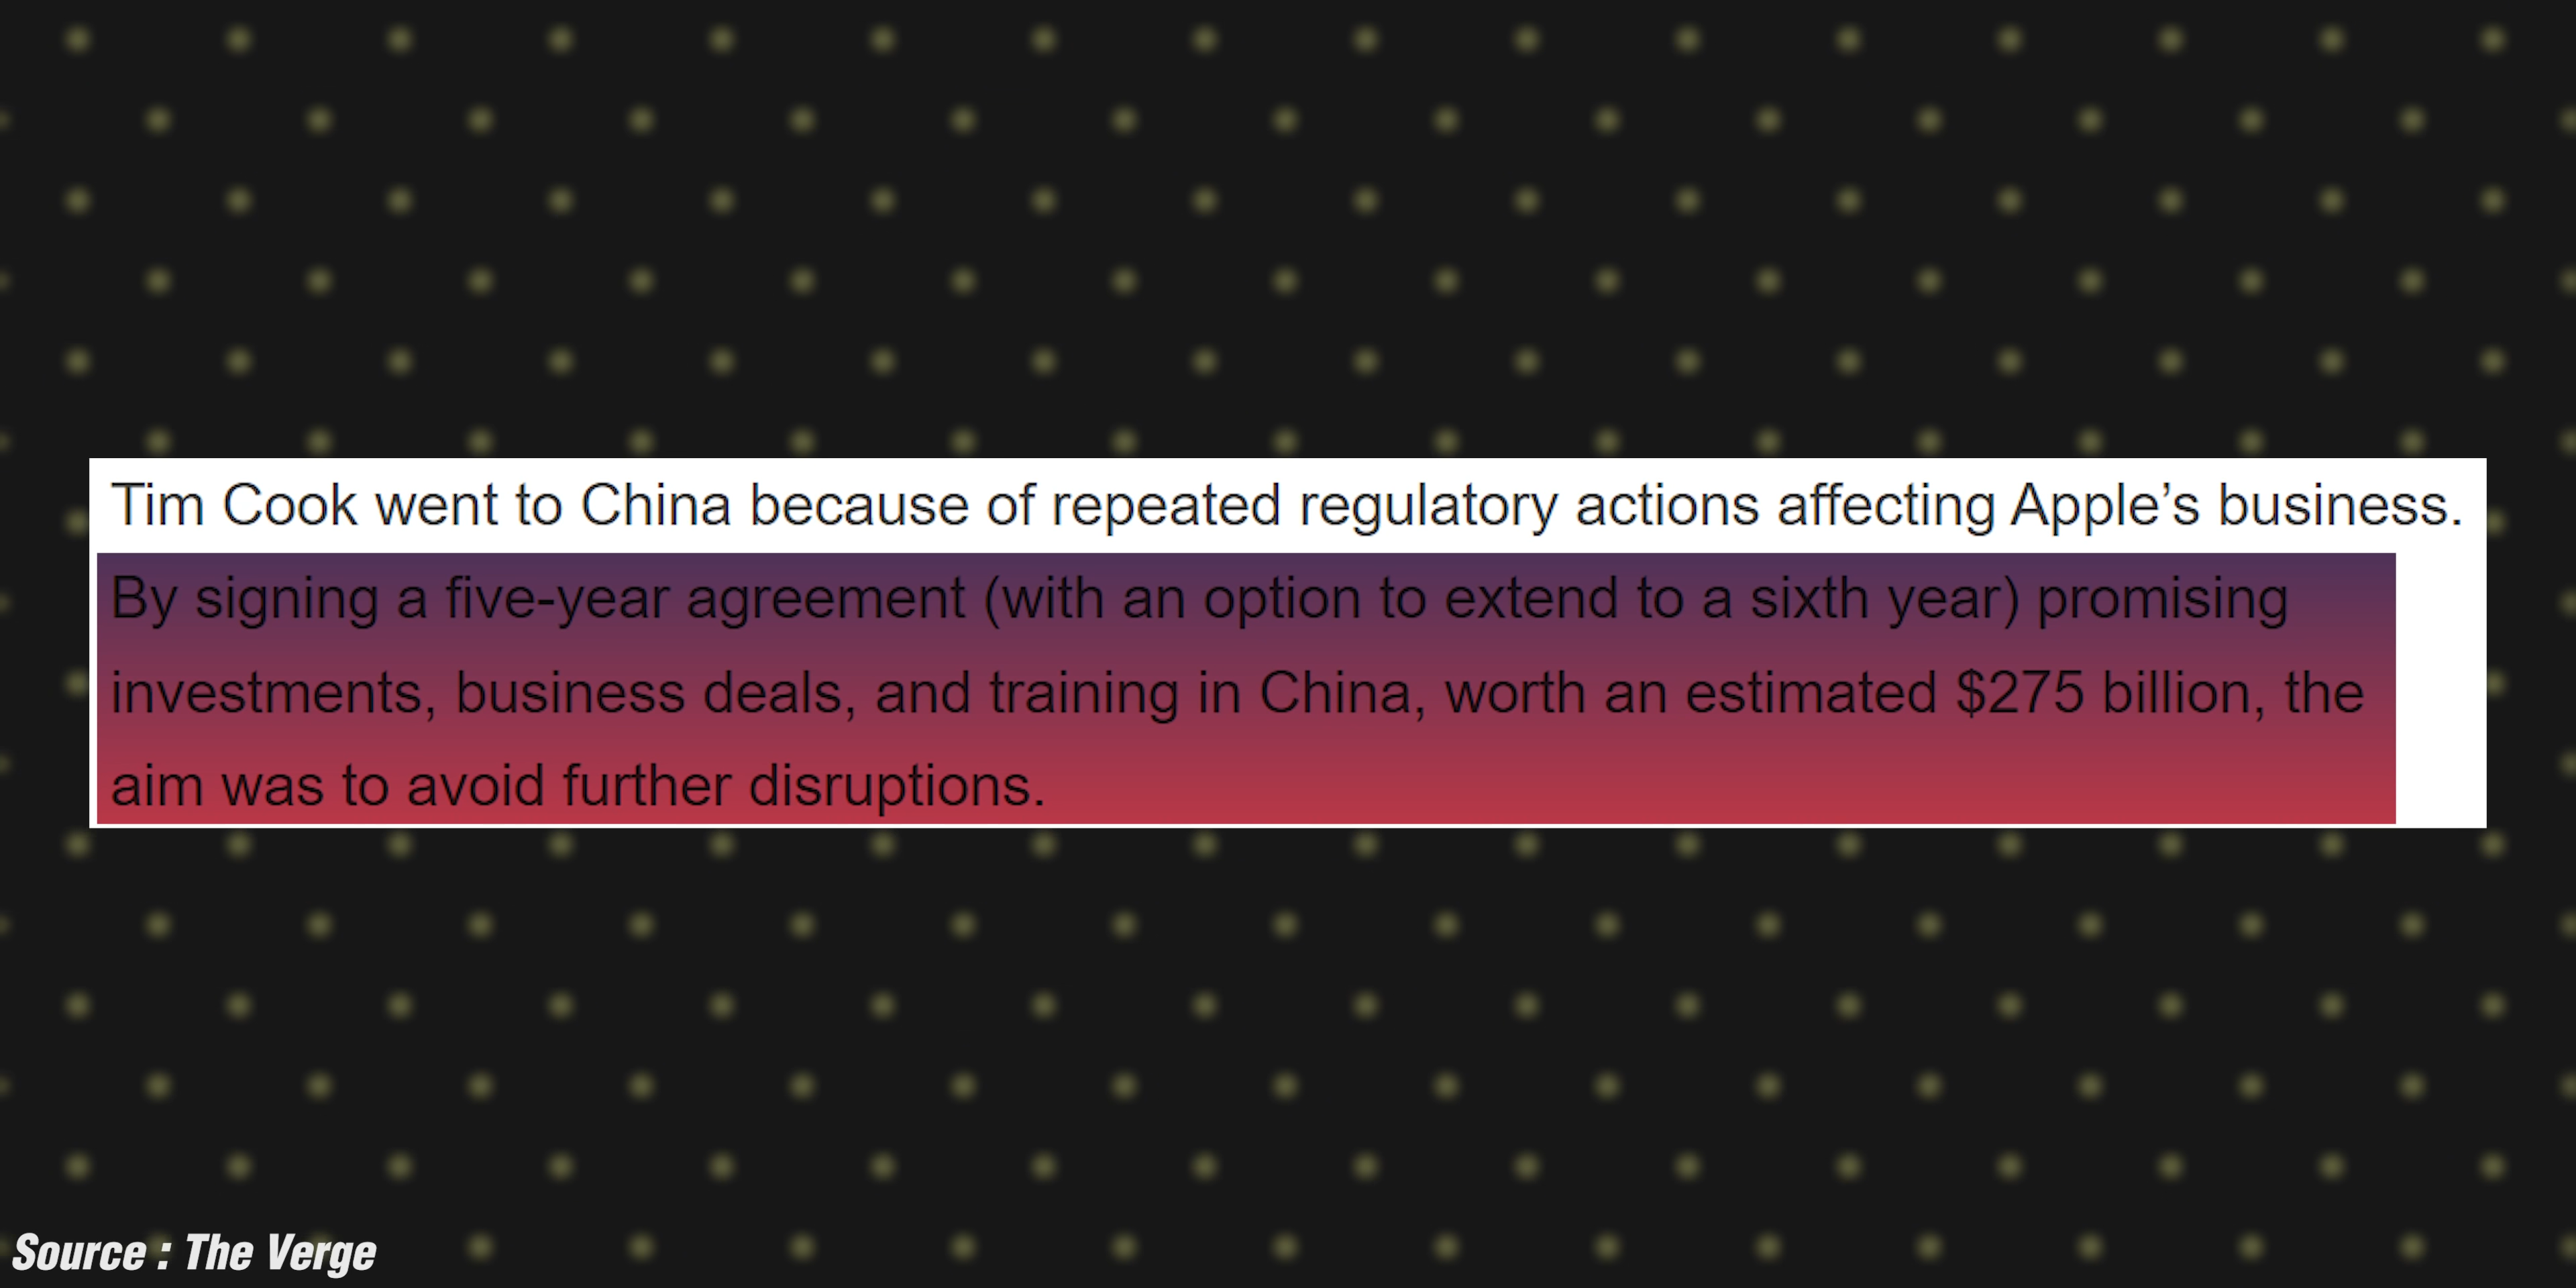 Tim Cook went to China because of repeated regulatory actions affecting Apple’s business.
By signing a five-year agreement (with an option to extend to a sixth year) promising
investments, business deals, and training in China, worth an estimated $275 billion, the
aim was to avoid further disruptions.
Source : The Verge